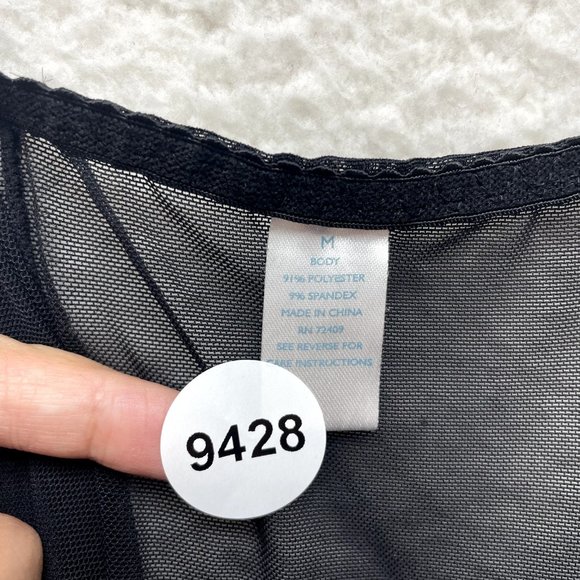 M
BODY
91% POLYESTER
9% SPANDEX
MADE IN CHINA
RN 72409
SEE REVERSE FOR
CARE INSTRUCTIONS
9428